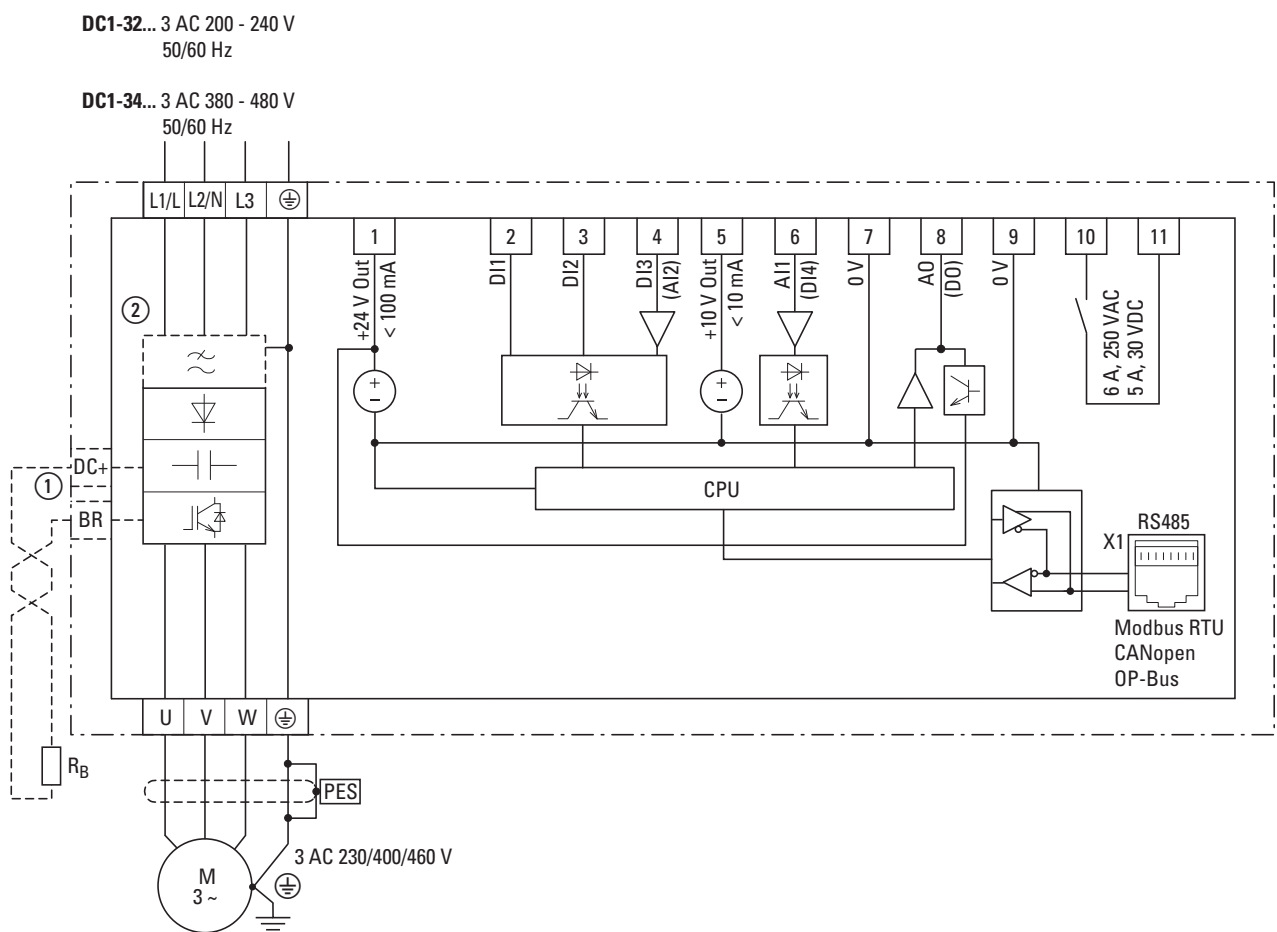 DC1-32... 3 AC 200 - 240 V
50/60 Hz
DC1-34... 3 AC 380 - 480 V
50/60 Hz
L1/L L2/N L3
1 2 3 4 5 6 7 8 9 10 11
+24 V Out
< 100 mA
DI1
DI2
DI3
(AI2)
+10 V Out
< 10 mA
AI1
(DI4)
0 V
AO
(DO)
0 V
6 A, 250 VAC
5 A, 30 VDC
2
DC+
1
BR
CPU
X1
RS485
Modbus RTU
CANopen
OP-Bus
U V W
RB
PES
3 AC 230/400/460 V
M
3 ~